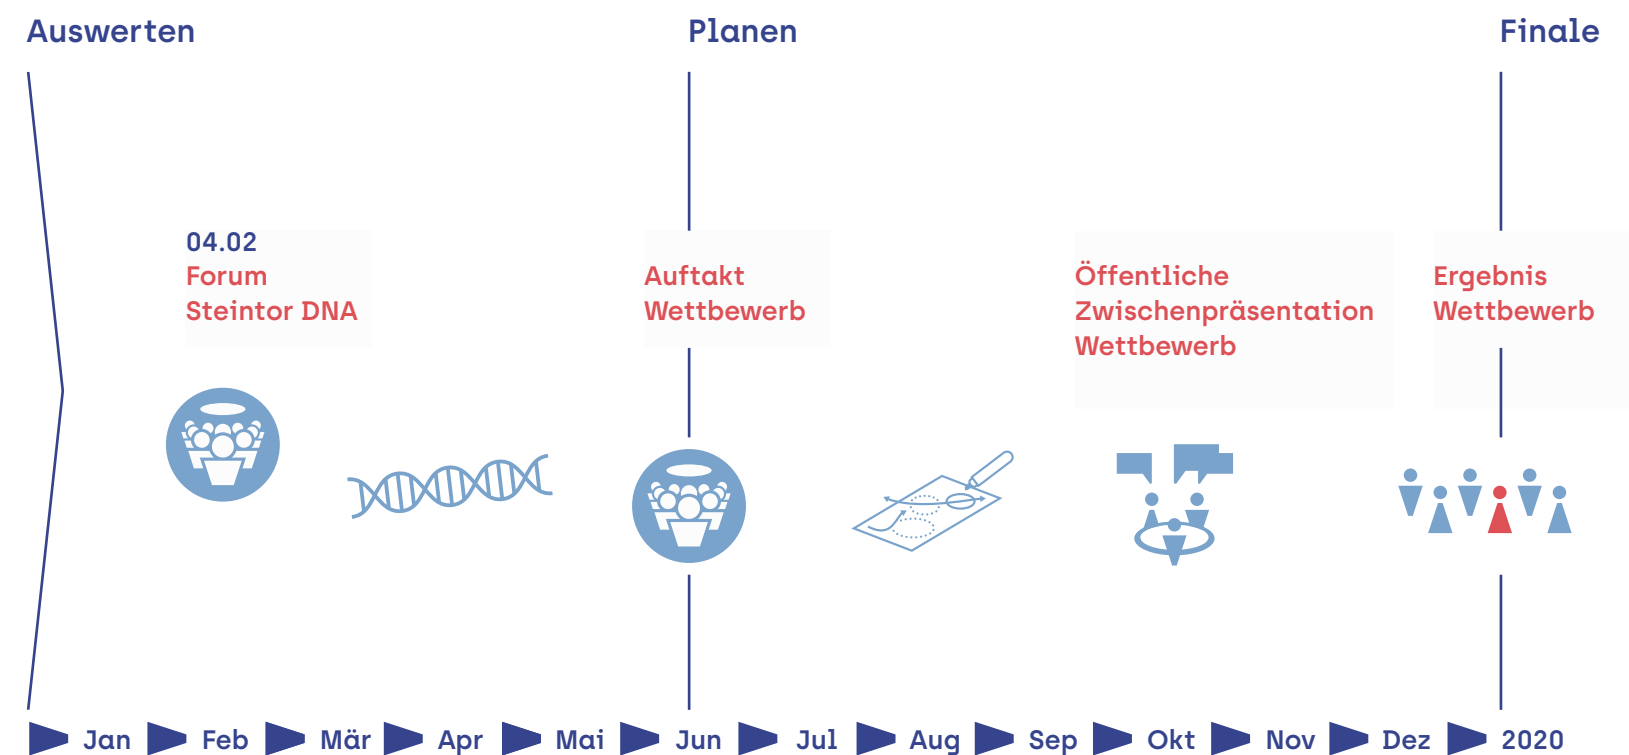 Auswerten
Planen
Finale
04.02
Forum
Steintor DNA
Auftakt
Wettbewerb
Öffentliche
Zwischenpräsentation
Wettbewerb
Ergebnis
Wettbewerb
Jan Feb Mär Apr Mai Jun Jul Aug Sep Okt Nov Dez 2020